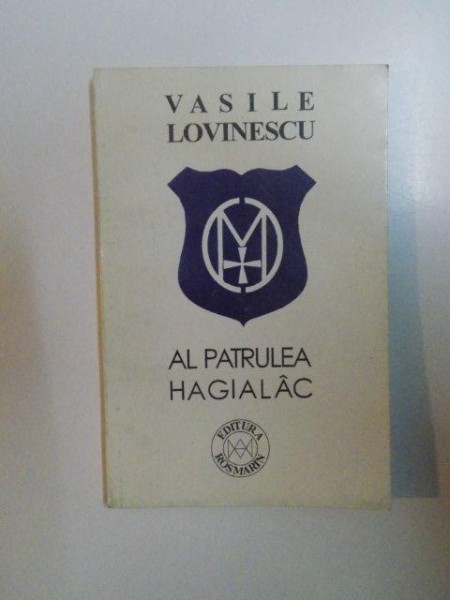 VASILE
LOVINESCU
AL PATRULEA
HAGIALÂC
EDITURA
ROSMARIN